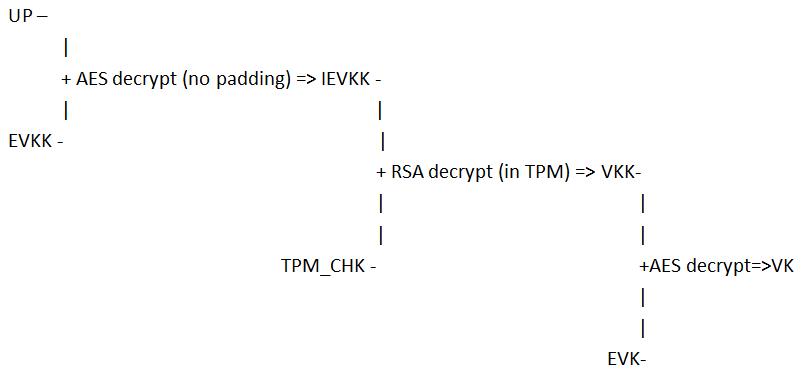 UP –
|
+ AES decrypt (no padding) => IEVKK -
| |
EVKK - |
+ RSA decrypt (in TPM) => VKK-
| |
| |
TPM_CHK - +AES decrypt=>VK
|
|
EVK-